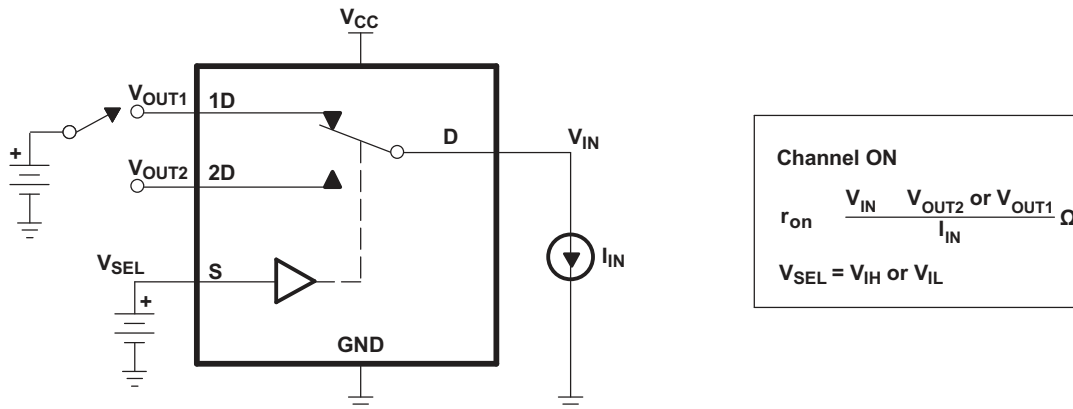 VCC
VOUT1
1D
D
VIN
+
VOUT2
2D
VSEL
S
IIN
+
GND
Channel ON
ron VIN VOUT2 or VOUT1 Ω
IIN
VSEL = VIH or VIL